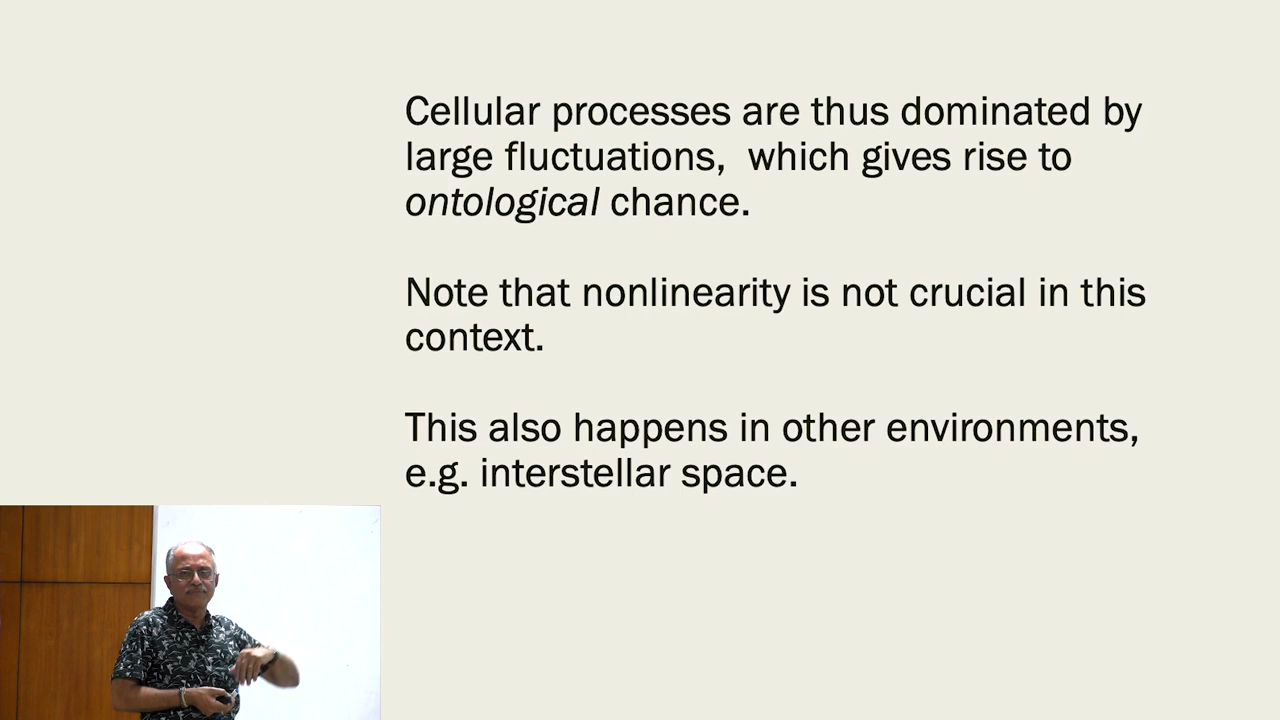 Cellular processes are thus dominated by
large fluctuations,  which gives rise to
ontological chance.
Note that nonlinearity is not crucial in this
context.
This also happens in other environments,
e.g. interstellar space.